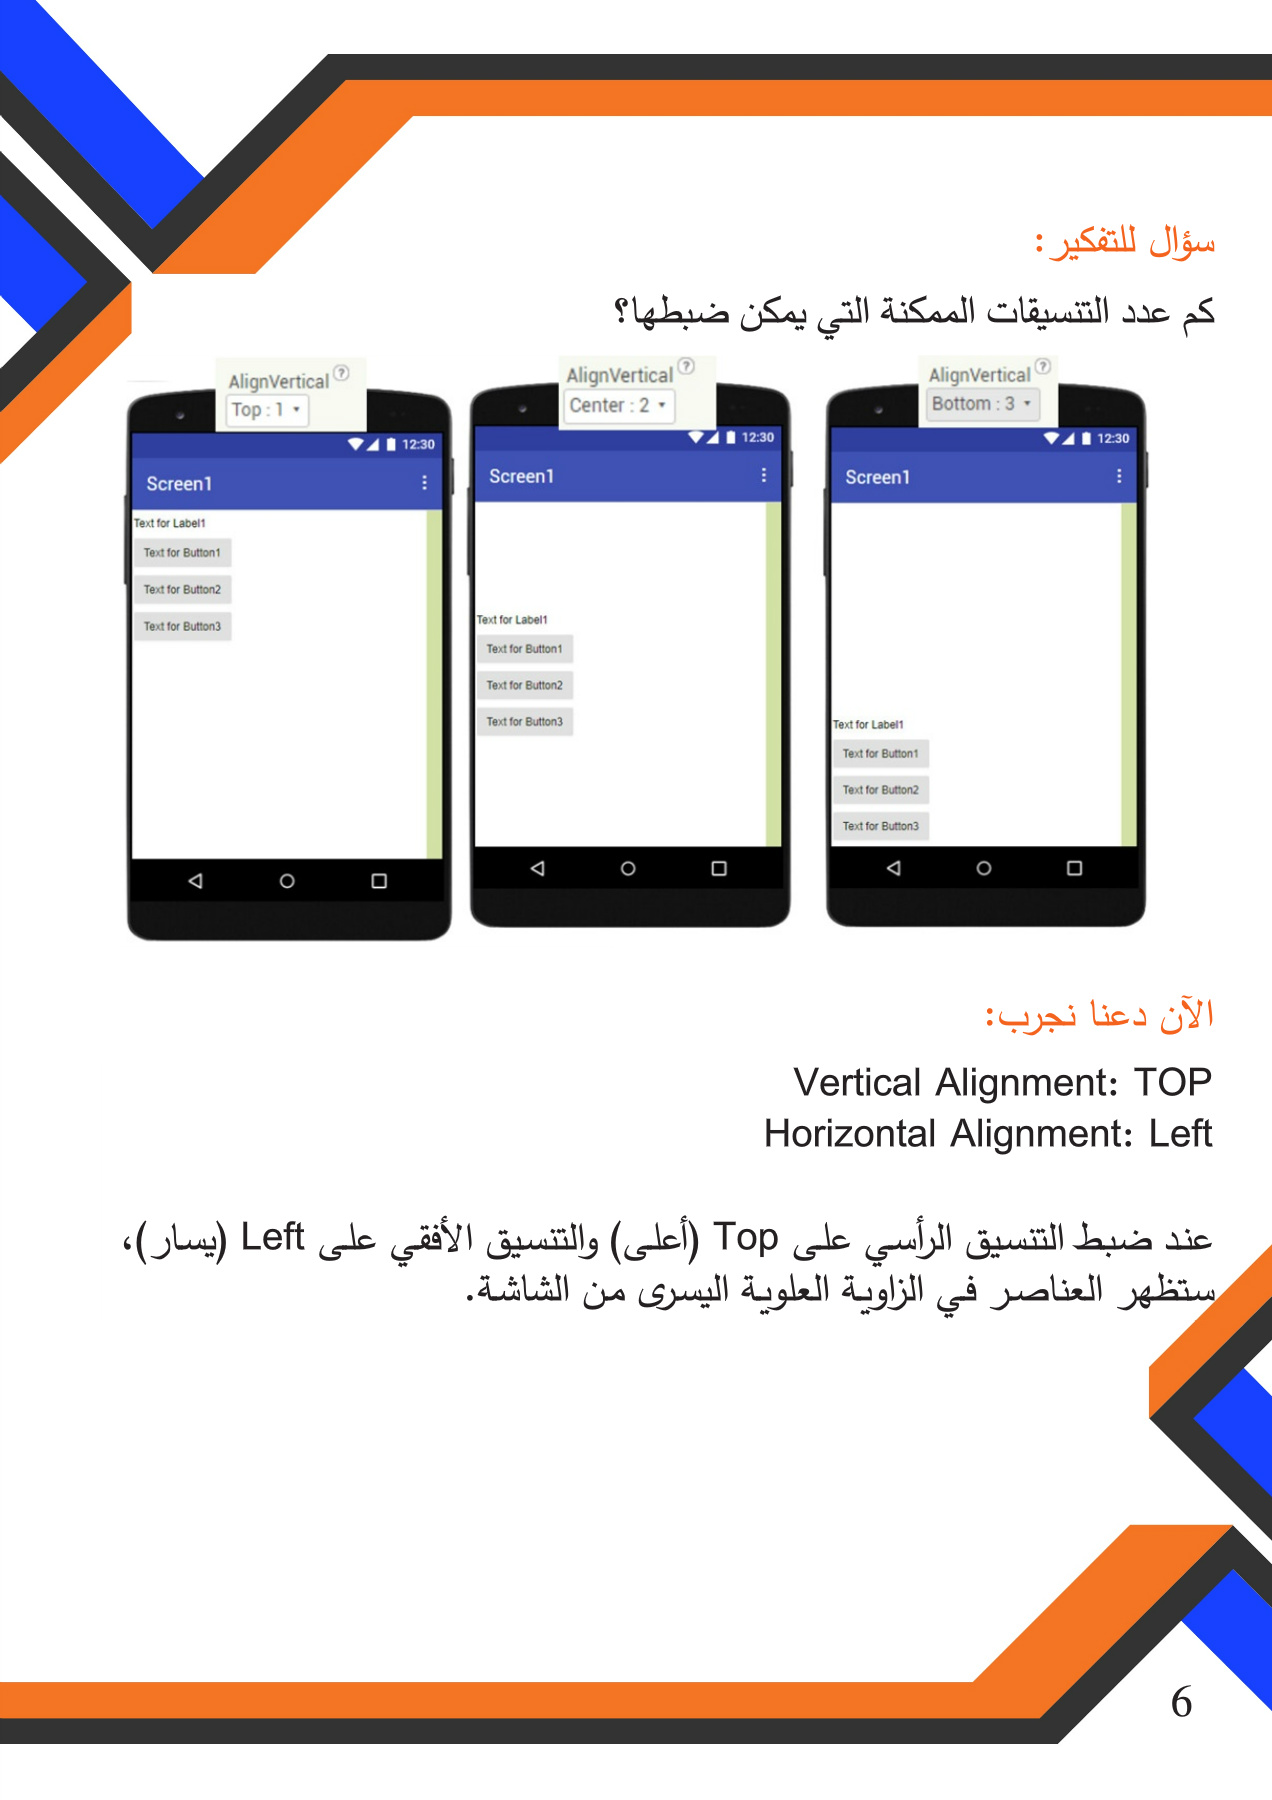 سؤال للتفكير:
كم عدد التنسيقات الممكنة التي يمكن ضبطها؟
AlignVertical ?
Top : 1
12:30
Screen1
Text for Label1
Text for Button1
Text for Button2
Text for Button3
AlignVertical ?
Center : 2
12:30
Screen1
Text for Label1
Text for Button1
Text for Button2
Text for Button3
AlignVertical ?
Bottom : 3
12:30
Screen1
Text for Label1
Text for Button1
Text for Button2
Text for Button3
الآن دعنا نجرب:
Vertical Alignment: TOP
Horizontal Alignment: Left
عند ضبط التنسيق الرأسي على Top (أعلى) والتنسيق الأفقي على Left (يسار)،
ستظهر العناصر في الزاوية العلوية اليسرى من الشاشة.
6